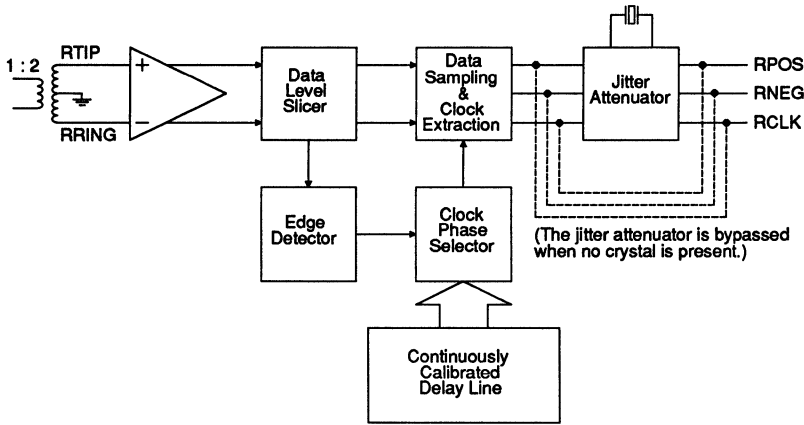 1 : 2
RTIP
RRING
+
−
Data
Level
Slicer
Data
Sampling
&
Clock
Extraction
Jitter
Attenuator
RPOS
RNEG
RCLK
Edge
Detector
Clock
Phase
Selector
(The jitter attenuator is bypassed
when no crystal is present.)
Continuously
Calibrated
Delay Line